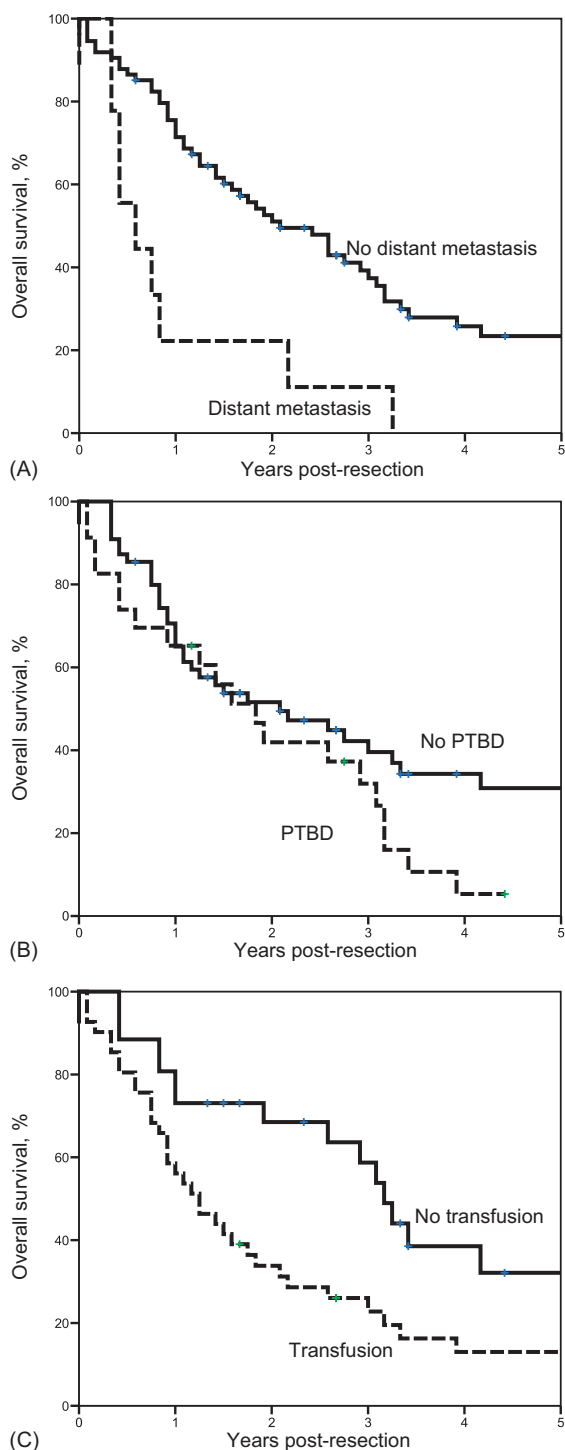 100
80
60
40
20
0
Overall survival, %
No distant metastasis
Distant metastasis
0 1 2 3 4 5
(A) Years post-resection
100
80
60
40
20
0
Overall survival, %
No PTBD
PTBD
0 1 2 3 4 5
(B) Years post-resection
100
80
60
40
20
0
Overall survival, %
No transfusion
Transfusion
0 1 2 3 4 5
(C) Years post-resection